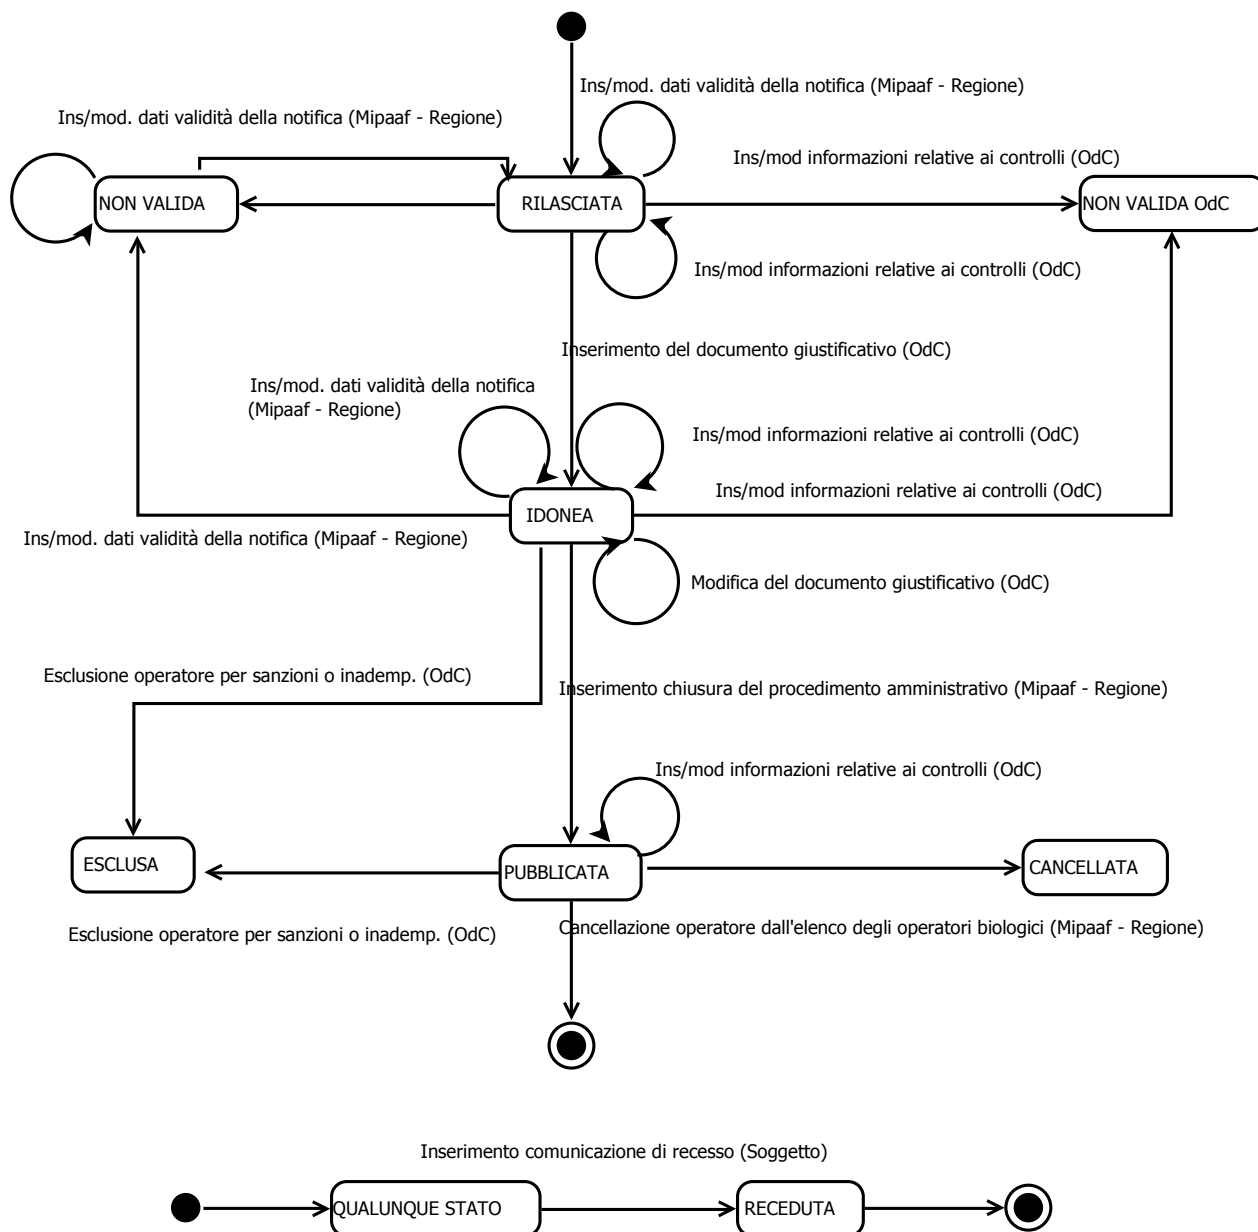 Ins/mod. dati validità della notifica (Mipaaf - Regione)
Ins/mod. dati validità della notifica (Mipaaf - Regione)
Ins/mod informazioni relative ai controlli (OdC)
NON VALIDA
RILASCIATA
NON VALIDA OdC
Ins/mod informazioni relative ai controlli (OdC)
Inserimento del documento giustificativo (OdC)
Ins/mod. dati validità della notifica
(Mipaaf - Regione)
Ins/mod informazioni relative ai controlli (OdC)
Ins/mod informazioni relative ai controlli (OdC)
IDONEA
Ins/mod. dati validità della notifica (Mipaaf - Regione)
Modifica del documento giustificativo (OdC)
Esclusione operatore per sanzioni o inademp. (OdC)
Inserimento chiusura del procedimento amministrativo (Mipaaf - Regione)
Ins/mod informazioni relative ai controlli (OdC)
ESCLUSA
PUBBLICATA
CANCELLATA
Esclusione operatore per sanzioni o inademp. (OdC)
Cancellazione operatore dall'elenco degli operatori biologici (Mipaaf - Regione)
Inserimento comunicazione di recesso (Soggetto)
QUALUNQUE STATO
RECEDUTA